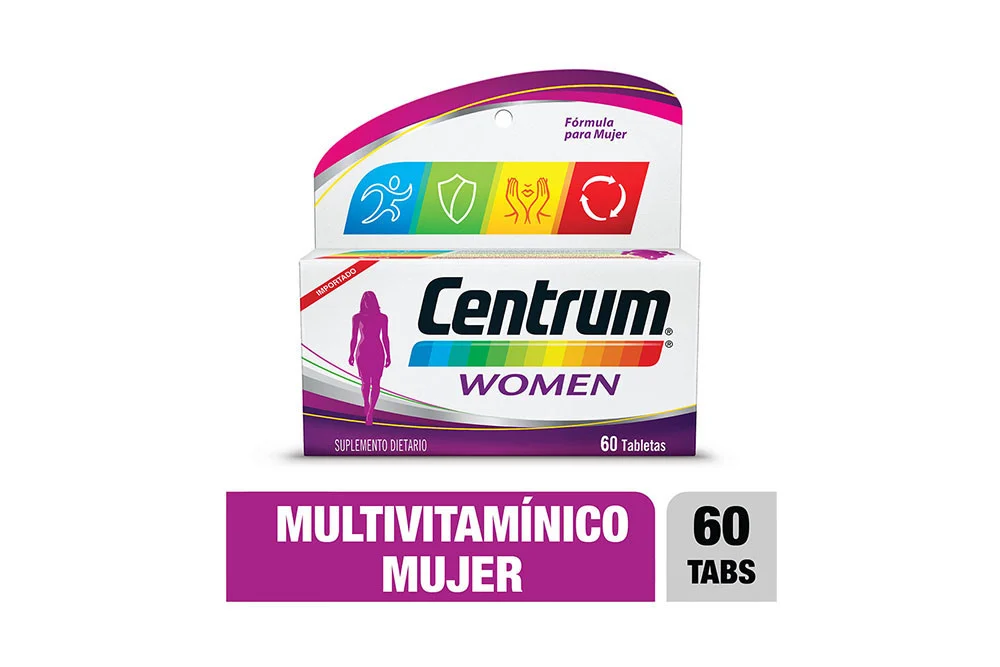 Fórmula
para Mujer
IMPORTADO
Centrum®
®
WOMEN
SUPLEMENTO DIETARIO
60 Tabletas
MULTIVITAMÍNICO
MUJER
60
TABS